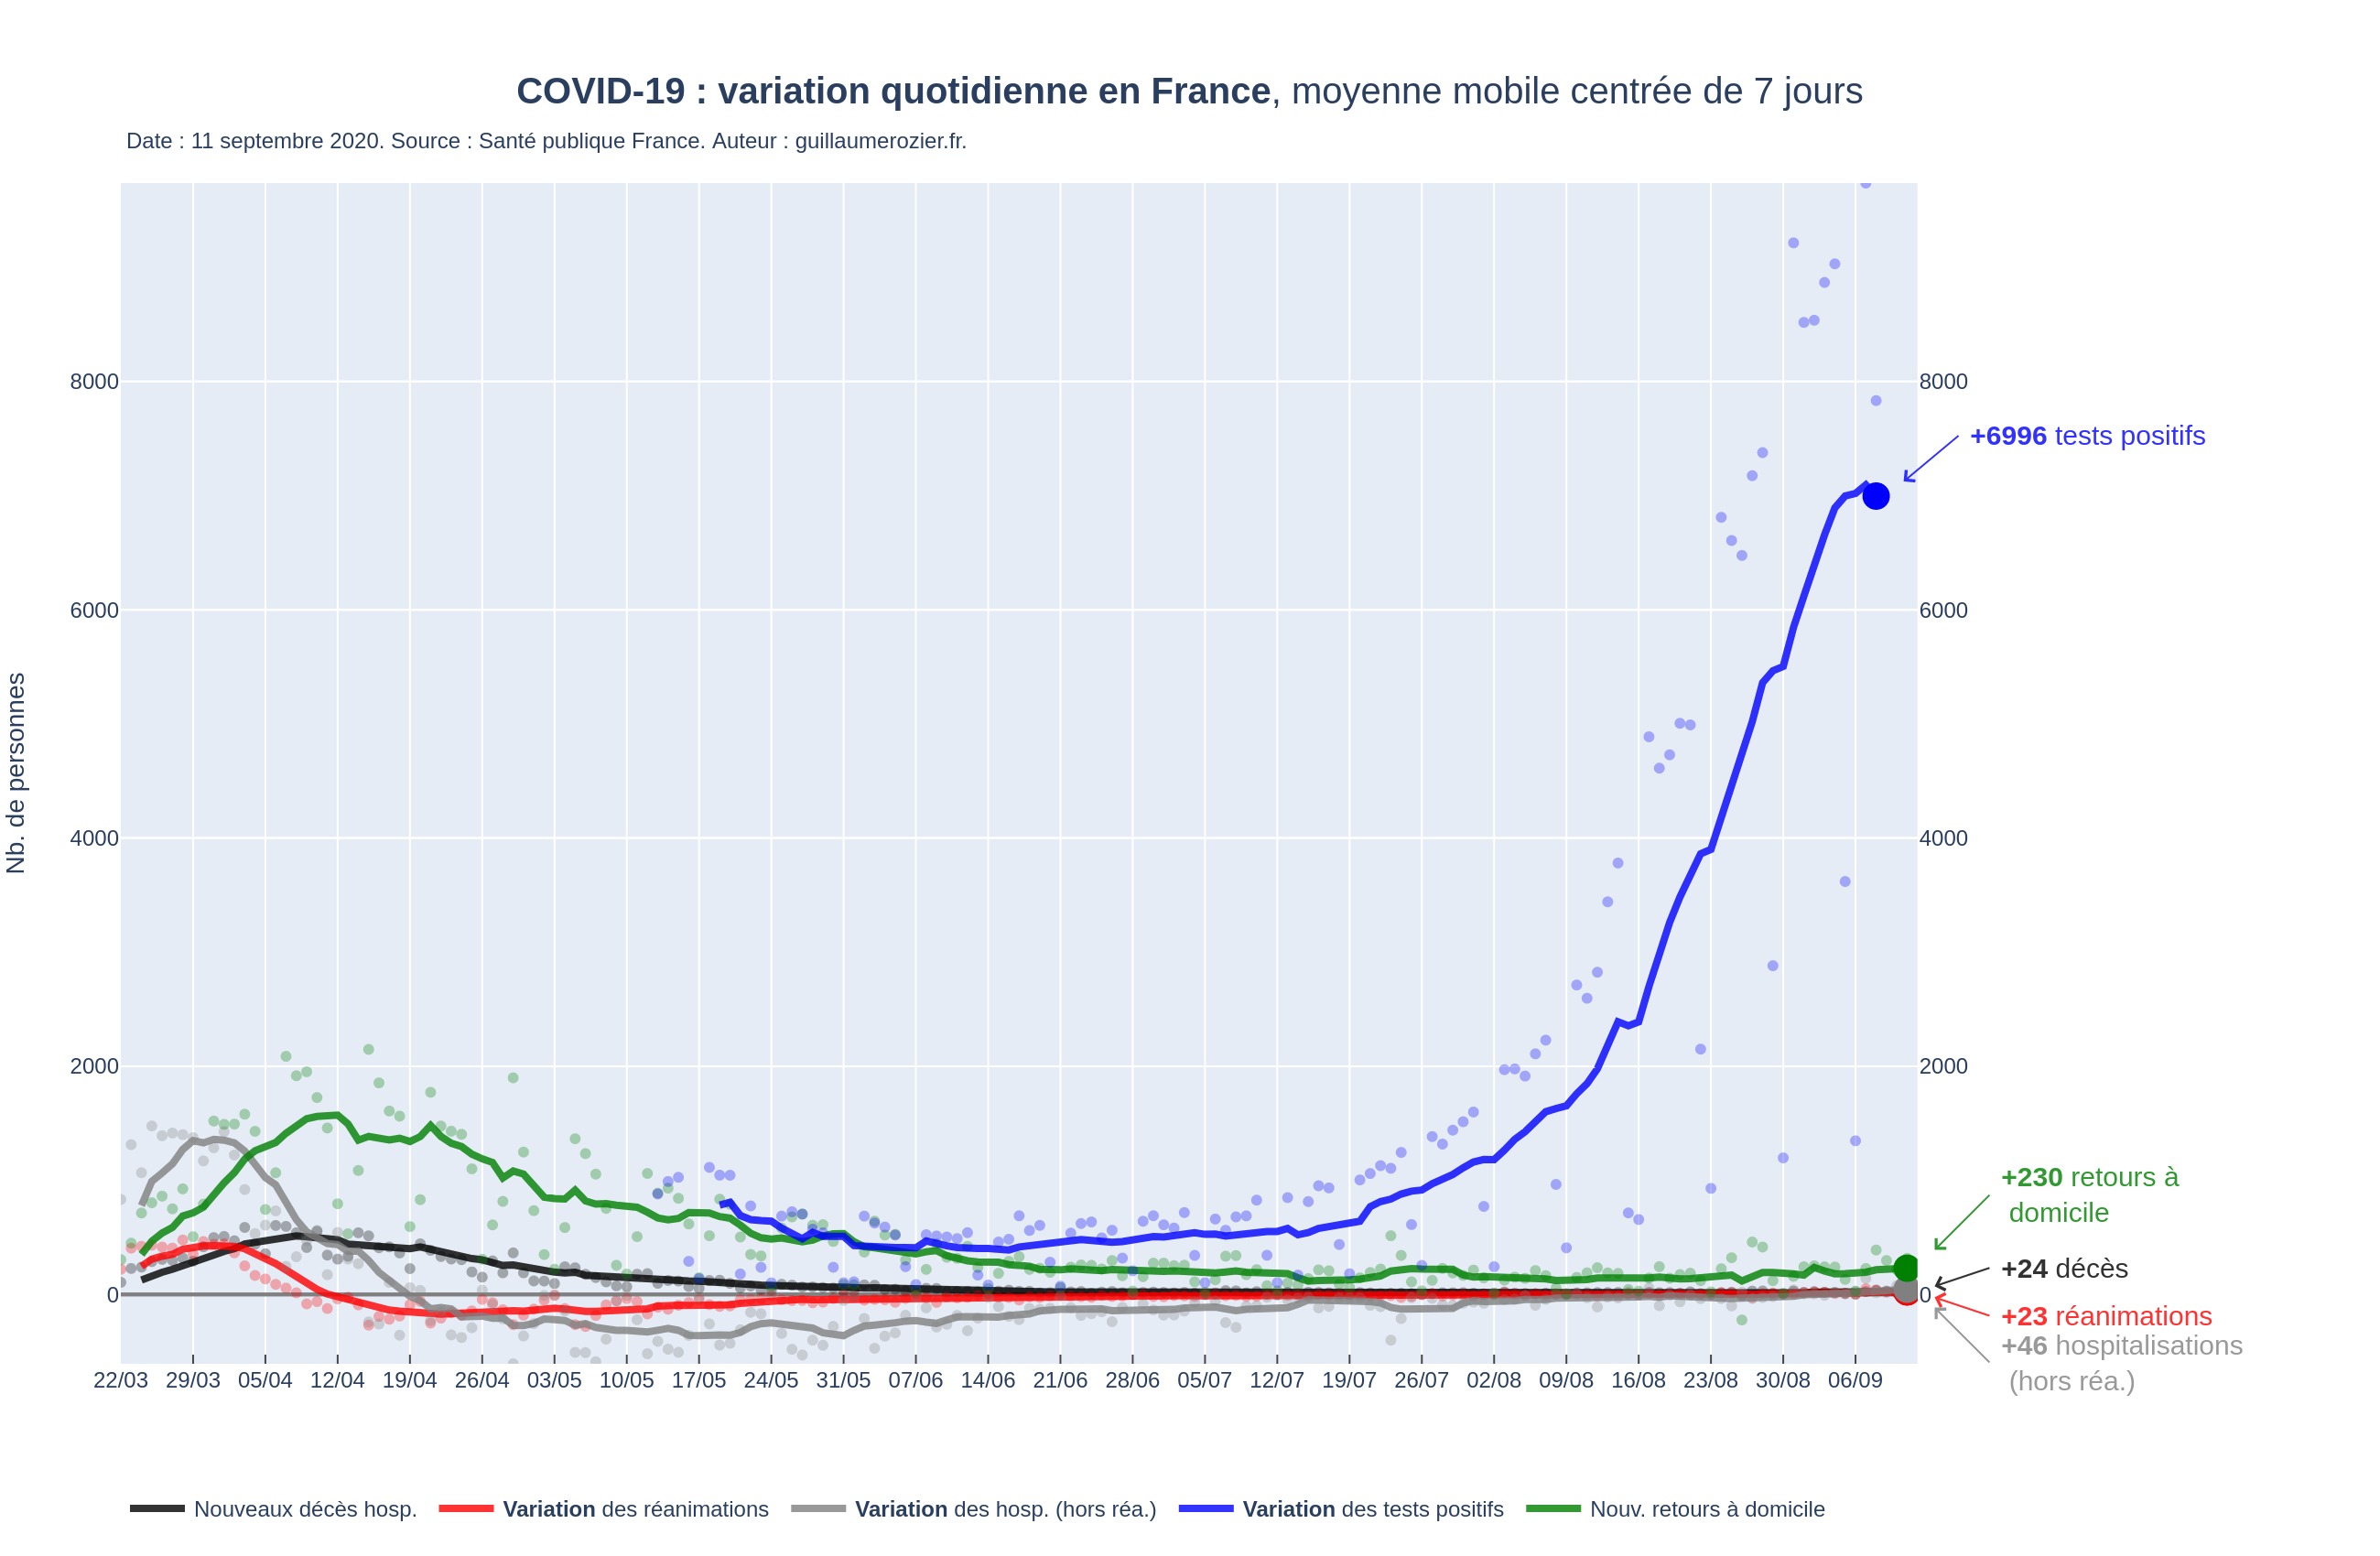 COVID-19 : variation quotidienne en France, moyenne mobile centrée de 7 jours
Date : 11 septembre 2020. Source : Santé publique France. Auteur : guillaumerozier.fr.
Nb. de personnes
8000
6000
4000
2000
0
8000
6000
4000
2000
0
+6996 tests positifs
+230 retours à
domicile
+24 décès
+23 réanimations
+46 hospitalisations
(hors réa.)
22/03 29/03 05/04 12/04 19/04 26/04 03/05 10/05 17/05 24/05 31/05 07/06 14/06 21/06 28/06 05/07 12/07 19/07 26/07 02/08 09/08 16/08 23/08 30/08 06/09
Nouveaux décès hosp. Variation des réanimations Variation des hosp. (hors réa.) Variation des tests positifs Nouv. retours à domicile